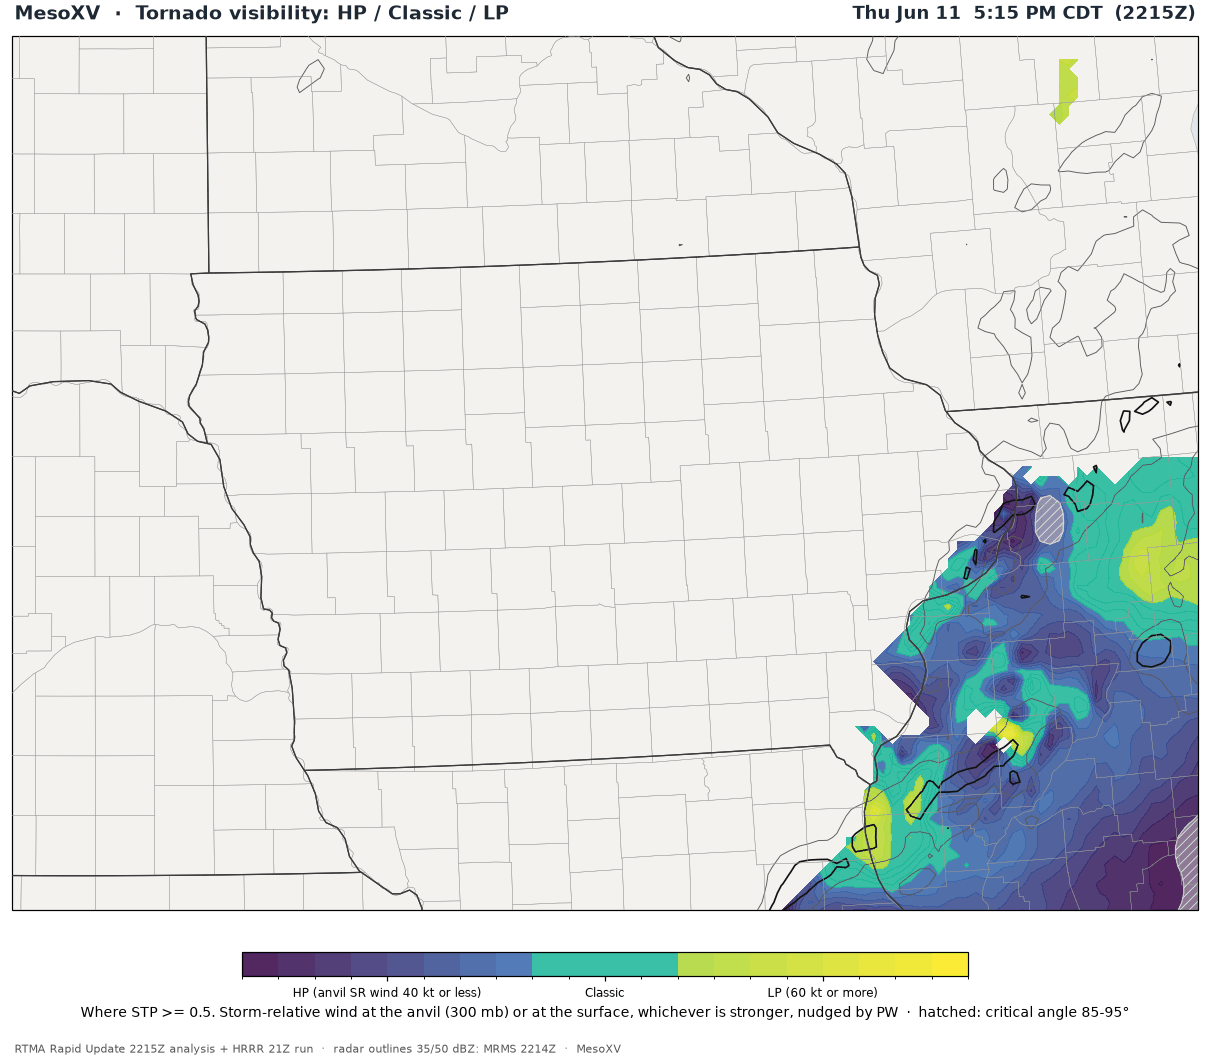 MesoXV · Tornado visibility: HP / Classic / LP
Thu Jun 11 5:15 PM CDT (2215Z)
HP (anvil SR wind 40 kt or less)
Classic
LP (60 kt or more)
Where STP >= 0.5. Storm-relative wind at the anvil (300 mb) or at the surface, whichever is stronger, nudged by PW · hatched: critical angle 85-95°
RTMA Rapid Update 2215Z analysis + HRRR 21Z run · radar outlines 35/50 dBZ: MRMS 2214Z · MesoXV